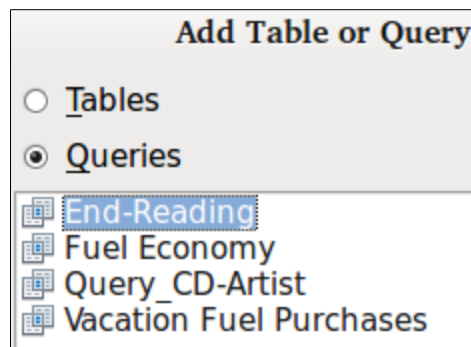 Add Table or Query
Tables
Queries
End-Reading
Fuel Economy
Query_CD-Artist
Vacation Fuel Purchases